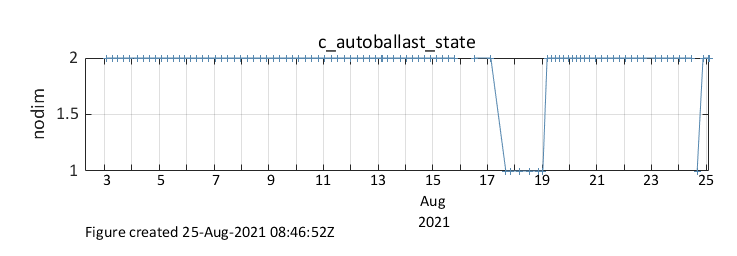 c_autoballast_state
2
1.5
1
nodim
3 5 7 9 11 13 15 17 19 21 23 25
Aug
2021
Figure created 25-Aug-2021 08:46:52Z